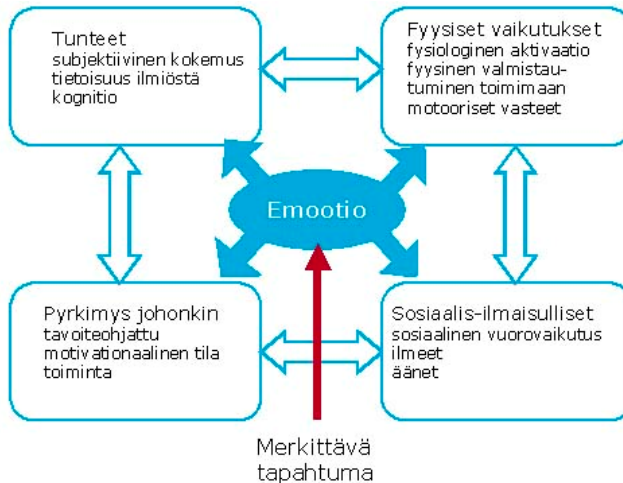 Tunteet
subjektiivinen kokemus
tietoisuus ilmiöstä
kognitio
Fyysiset vaikutukset
fysiologinen aktivaatio
fyysinen valmistau-
tuminen toimimaan
motooriset vasteet
Emootio
Pyrkimys johonkin
tavoiteohjattu
motivationaalinen tila
toiminta
Sosiaalis-ilmaisulliset
sosiaalinen vuorovaikutus
ilmeet
äänet
Merkittävä
tapahtuma